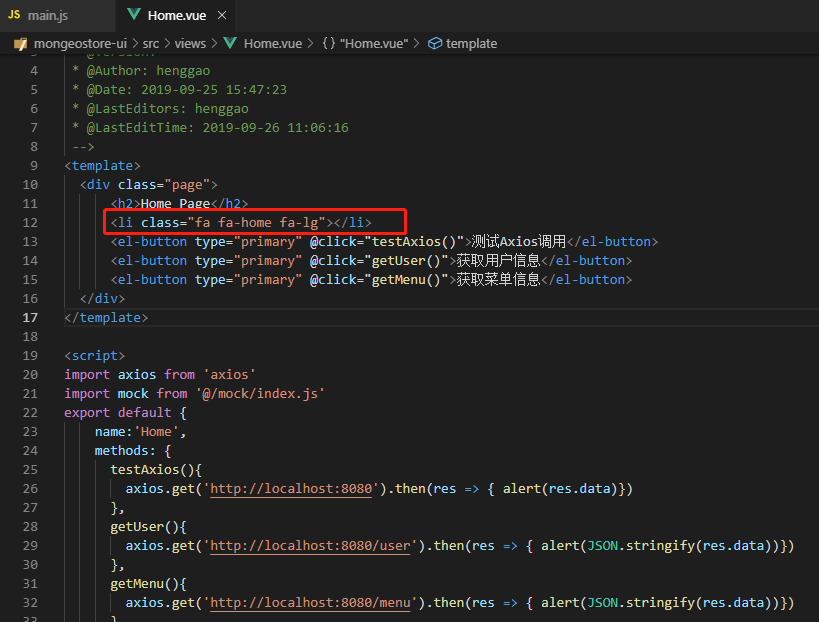 JS main.js
Home.vue ×
mongeostore-ui > src > views > Home.vue > {} "Home.vue" > template
4 * @Author: henggao
5 * @Date: 2019-09-25 15:47:23
6 * @LastEditors: henggao
7 * @LastEditTime: 2019-09-26 11:06:16
8 -->
9 <template>
10 <div class="page">
11 <h2>Home Page</h2>
12 <li class="fa fa-home fa-lg"></li>
13 <el-button type="primary" @click="testAxios()">测试Axios调用</el-button>
14 <el-button type="primary" @click="getUser()">获取用户信息</el-button>
15 <el-button type="primary" @click="getMenu()">获取菜单信息</el-button>
16 </div>
17 </template>
18
19 <script>
20 import axios from 'axios'
21 import mock from '@/mock/index.js'
22 export default {
23 name:'Home',
24 methods: {
25 testAxios(){
26 axios.get('http://localhost:8080').then(res => { alert(res.data)})
27 },
28 getUser(){
29 axios.get('http://localhost:8080/user').then(res => { alert(JSON.stringify(res.data))})
30 },
31 getMenu(){
32 axios.get('http://localhost:8080/menu').then(res => { alert(JSON.stringify(res.data))})